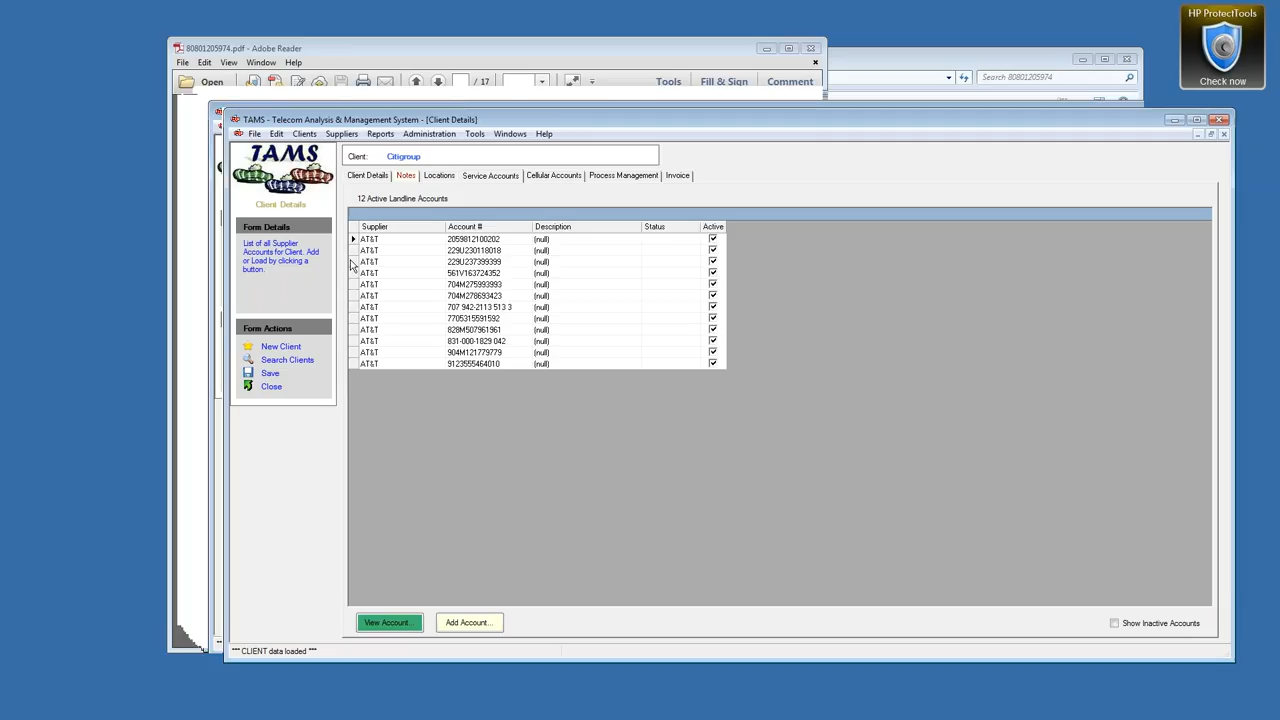 HP ProtectTools
Check now
80801205974.pdf - Adobe Reader
File Edit View Window Help
Open / 17 Tools Fill & Sign Comment
Search 80801205974
TAMS - Telecom Analysis & Management System - [Client Details]
File Edit Clients Suppliers Reports Administration Tools Windows Help
TAMS
Client Details
Client: Citigroup
Client Details Notes Locations Service Accounts Cellular Accounts Process Management Invoice
12 Active Landline Accounts
Form Details
List of all Supplier
Accounts for Client. Add
or Load by clicking a
button.
Form Actions
New Client
Search Clients
Save
Close
Supplier Account # Description Status Active
AT&T 2059812100202 (null)
AT&T 229U230118018 (null)
AT&T 229U237399399 (null)
AT&T 561V163724352 (null)
AT&T 704M275993993 (null)
AT&T 704M278693423 (null)
AT&T 707 942-2113 513 3 (null)
AT&T 7705315591592 (null)
AT&T 828M507961961 (null)
AT&T 831-000-1829 042 (null)
AT&T 904M121779779 (null)
AT&T 9123555464010 (null)
View Account... Add Account... Show Inactive Accounts
*** CLIENT data loaded ***